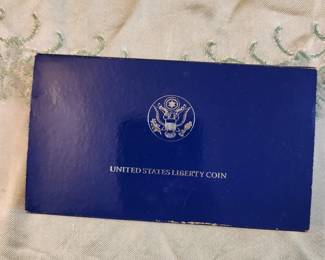 UNITED STATES LIBERTY COIN